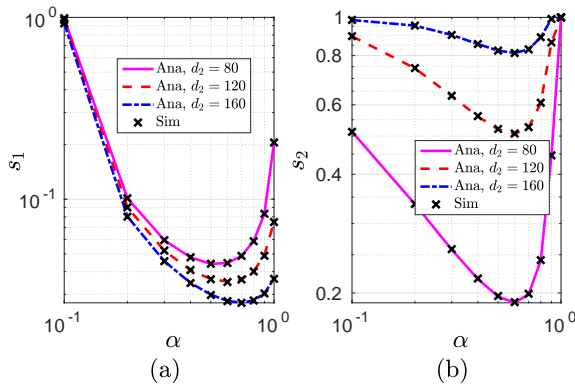 10^0
10^-1
s_1
Ana, d_2 = 80
Ana, d_2 = 120
Ana, d_2 = 160
Sim
10^-1
10^0
α
(a)
1
0.8
0.6
0.4
0.2
s_2
Ana, d_2 = 80
Ana, d_2 = 120
Ana, d_2 = 160
Sim
10^-1
10^0
α
(b)